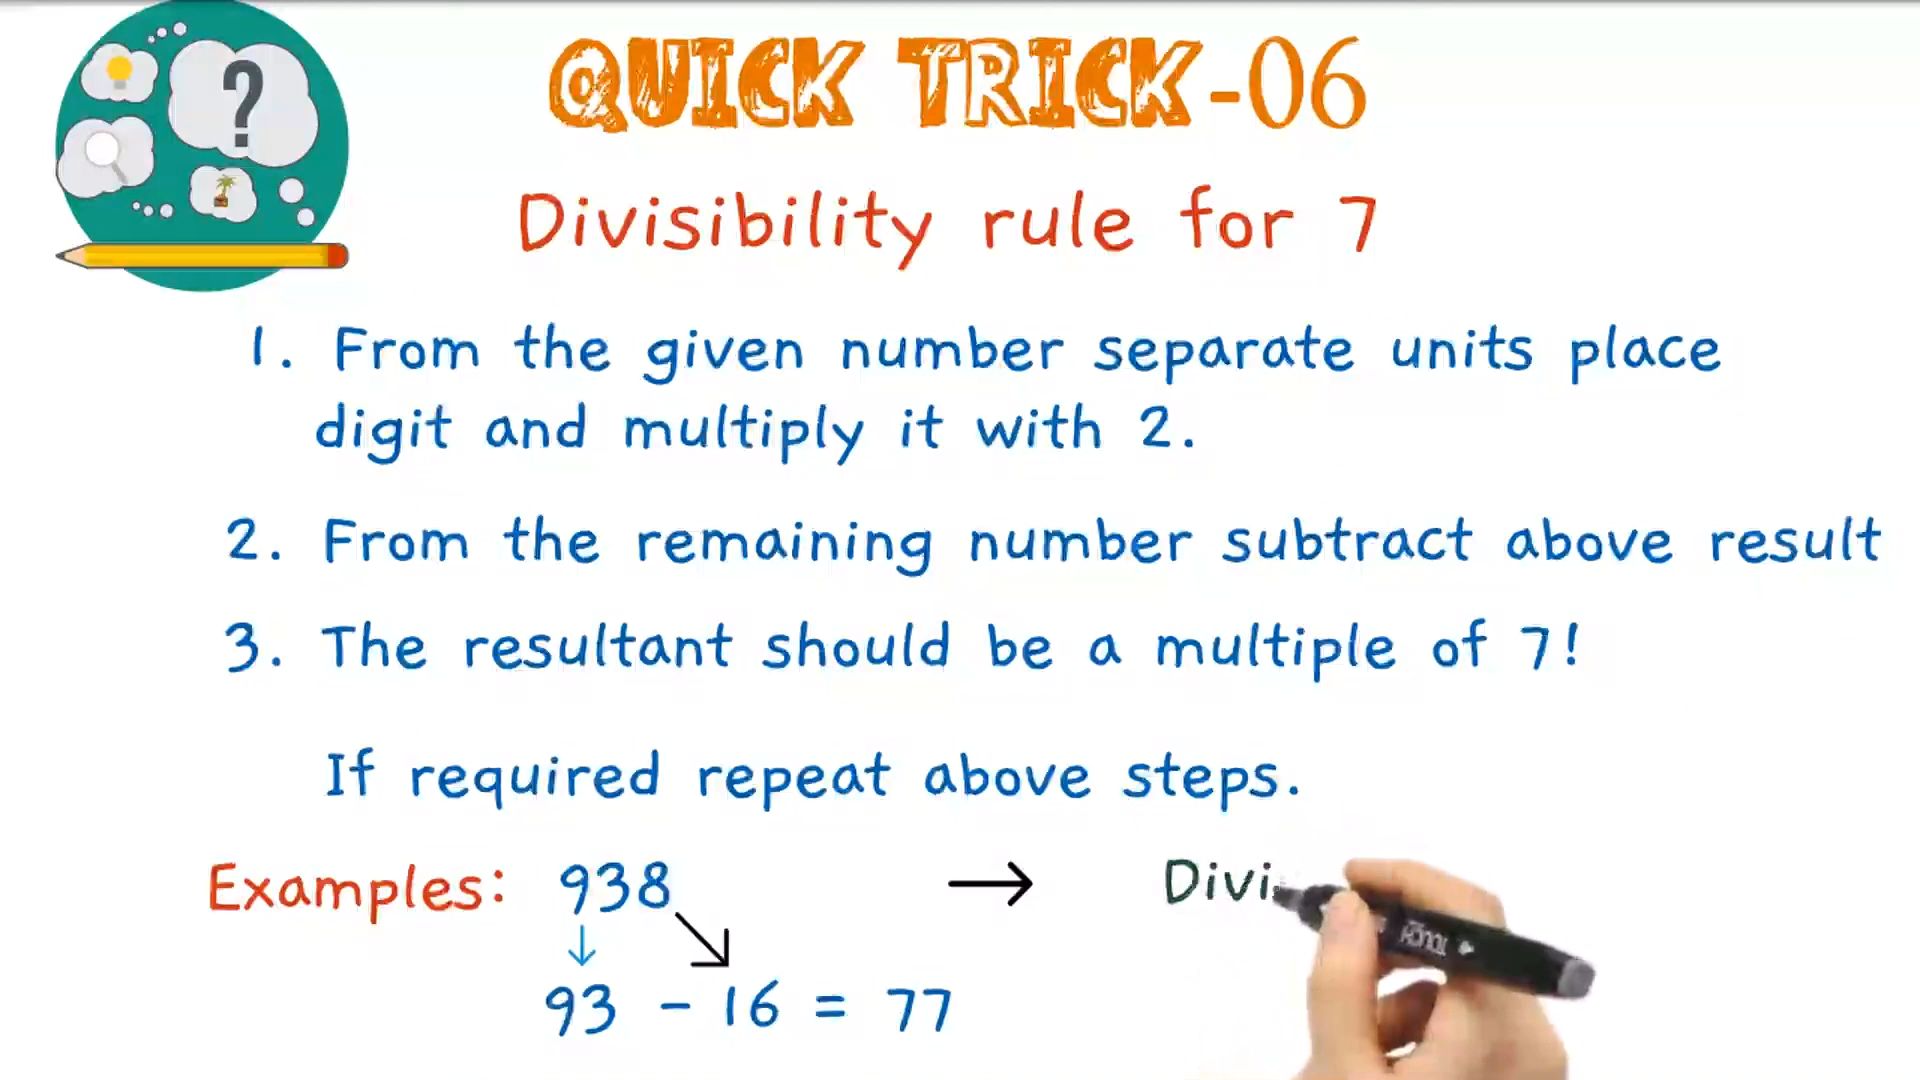 QUICK TRICK-06
Divisibility rule for 7
1. From the given number separate units place
digit and multiply it with 2.
2. From the remaining number subtract above result
3. The resultant should be a multiple of 7!
If required repeat above steps.
Examples: 938 → Divi
↓
93 - 16 = 77